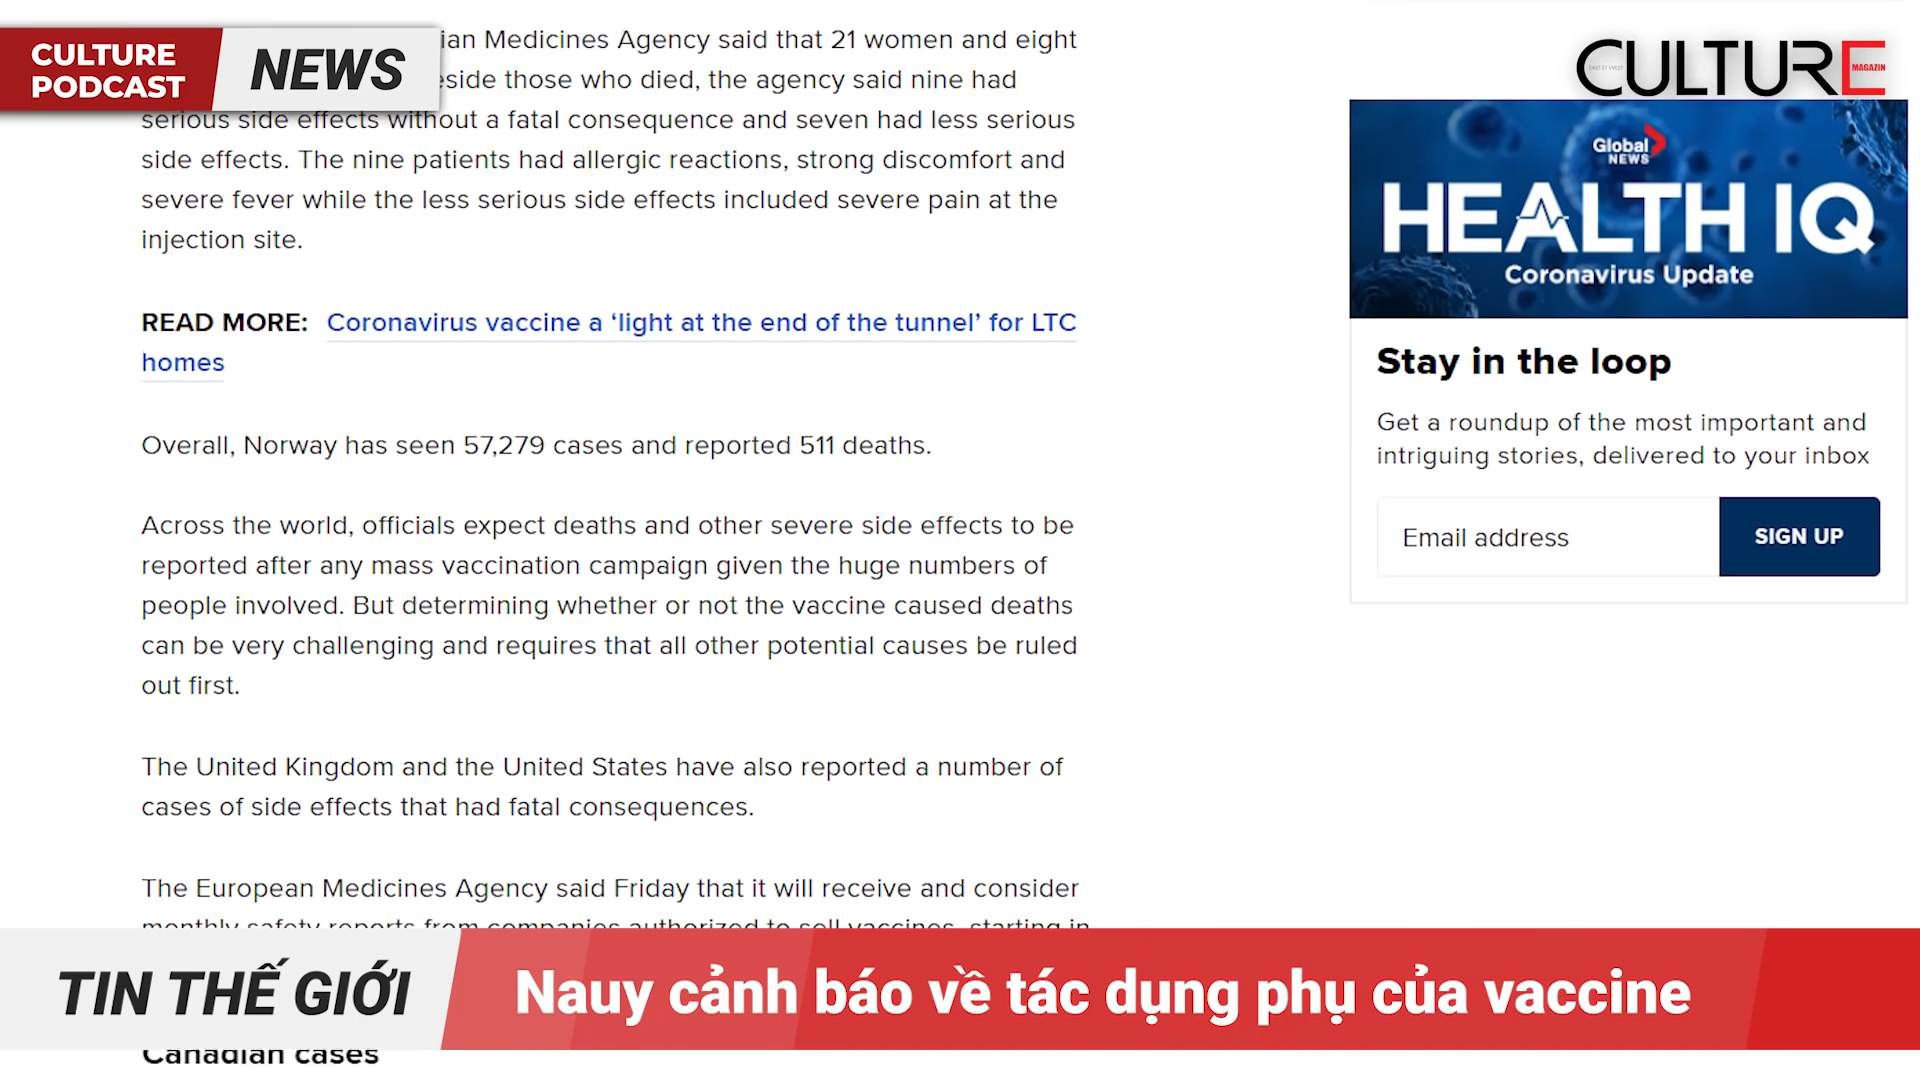 CULTURE
PODCAST
NEWS
ian Medicines Agency said that 21 women and eight
eside those who died, the agency said nine had
serious side effects without a fatal consequence and seven had less serious
side effects. The nine patients had allergic reactions, strong discomfort and
severe fever while the less serious side effects included severe pain at the
injection site.
READ MORE: Coronavirus vaccine a ‘light at the end of the tunnel’ for LTC
homes
Overall, Norway has seen 57,279 cases and reported 511 deaths.
Across the world, officials expect deaths and other severe side effects to be
reported after any mass vaccination campaign given the huge numbers of
people involved. But determining whether or not the vaccine caused deaths
can be very challenging and requires that all other potential causes be ruled
out first.
The United Kingdom and the United States have also reported a number of
cases of side effects that had fatal consequences.
The European Medicines Agency said Friday that it will receive and consider
monthly safety reports from companies authorized to sell vaccines, starting in
Canadian cases
CULTURE
EAST IT WEST
MAGAZIN
Global
NEWS
HEALTH IQ
Coronavirus Update
Stay in the loop
Get a roundup of the most important and
intriguing stories, delivered to your inbox
Email address
SIGN UP
TIN THẾ GIỚI
Nauy cảnh báo về tác dụng phụ của vaccine